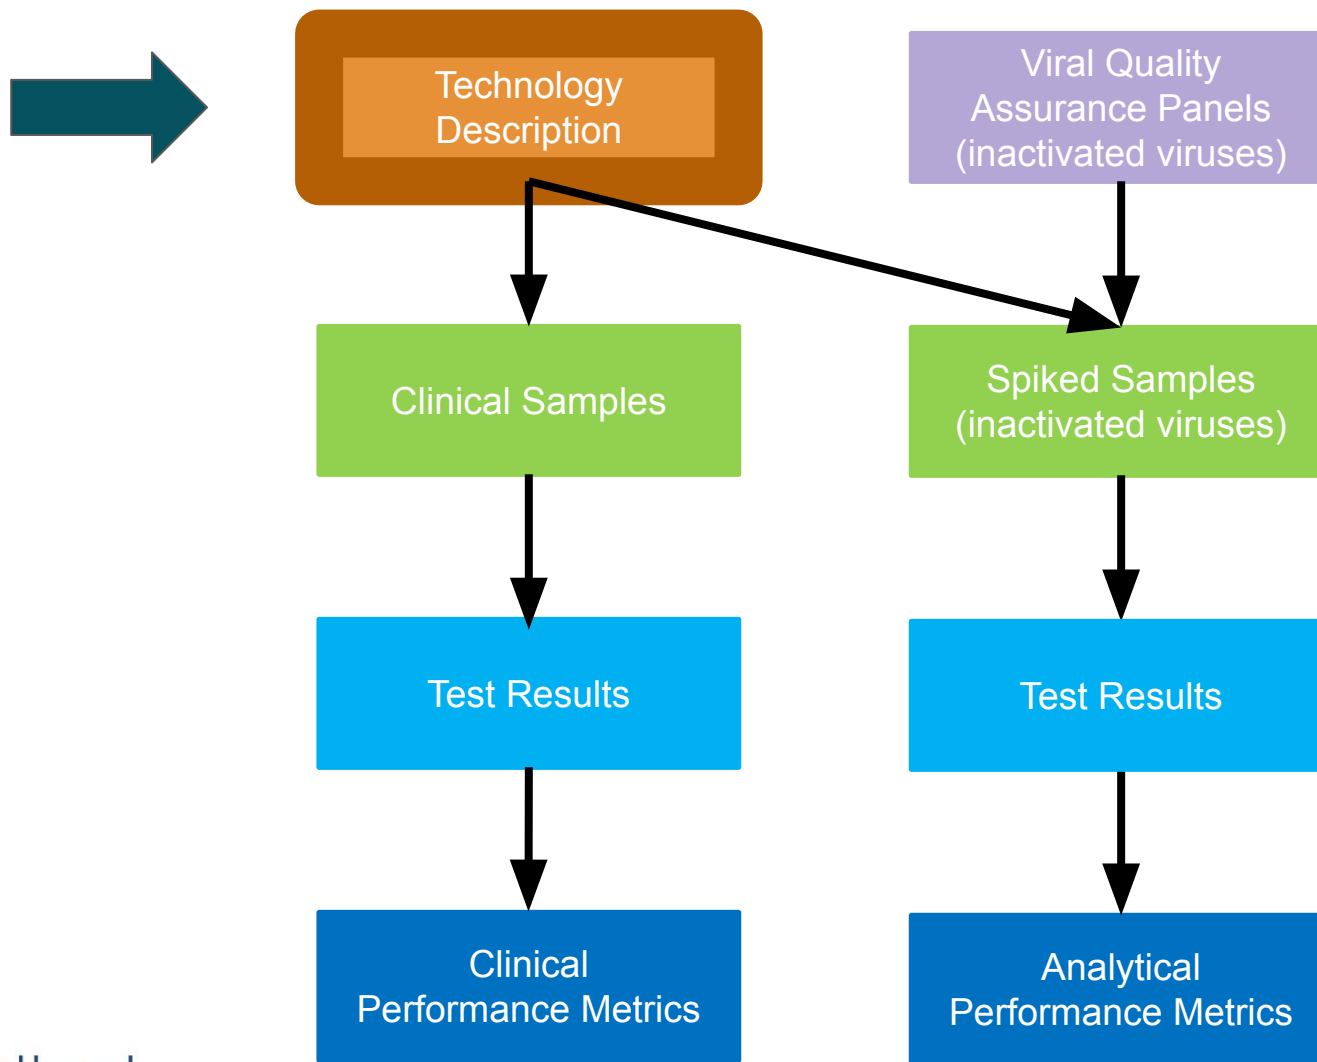 Technology
Description
Viral Quality
Assurance Panels
(inactivated viruses)
Clinical Samples
Spiked Samples
(inactivated viruses)
Test Results
Test Results
Clinical
Performance Metrics
Analytical
Performance Metrics